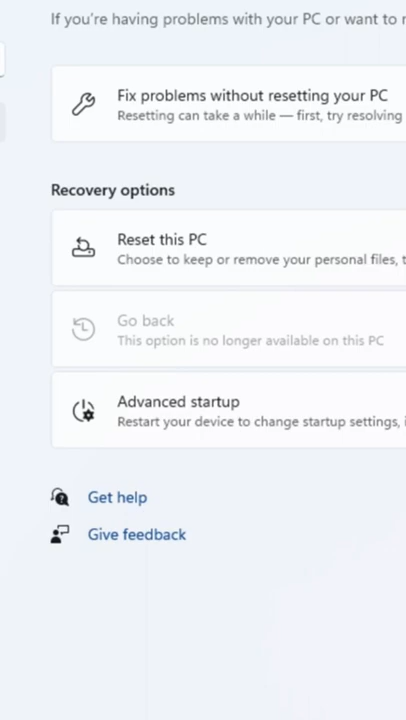 If you're having problems with your PC or want to
Fix problems without resetting your PC
Resetting can take a while — first, try resolving
Recovery options
Reset this PC
Choose to keep or remove your personal files,
Go back
This option is no longer available on this PC
Advanced startup
Restart your device to change startup settings,
Get help
Give feedback